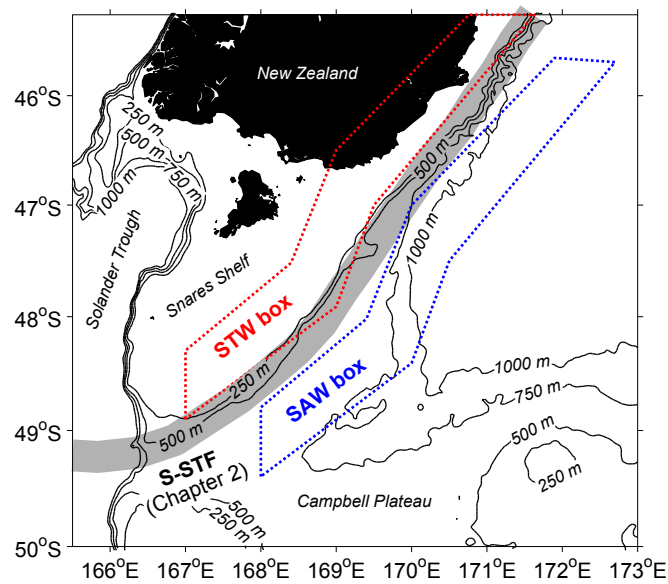 New Zealand
46°S
47°S
48°S
49°S
50°S
250 m
500 m
750 m
1000 m
500 m
1000 m
Solander Trough
Snares Shelf
STW box
250 m
SAW box
500 m
S-STF
(Chapter 2)
1000 m
750 m
500 m
250 m
500 m
250 m
Campbell Plateau
166°E
167°E
168°E
169°E
170°E
171°E
172°E
173°E